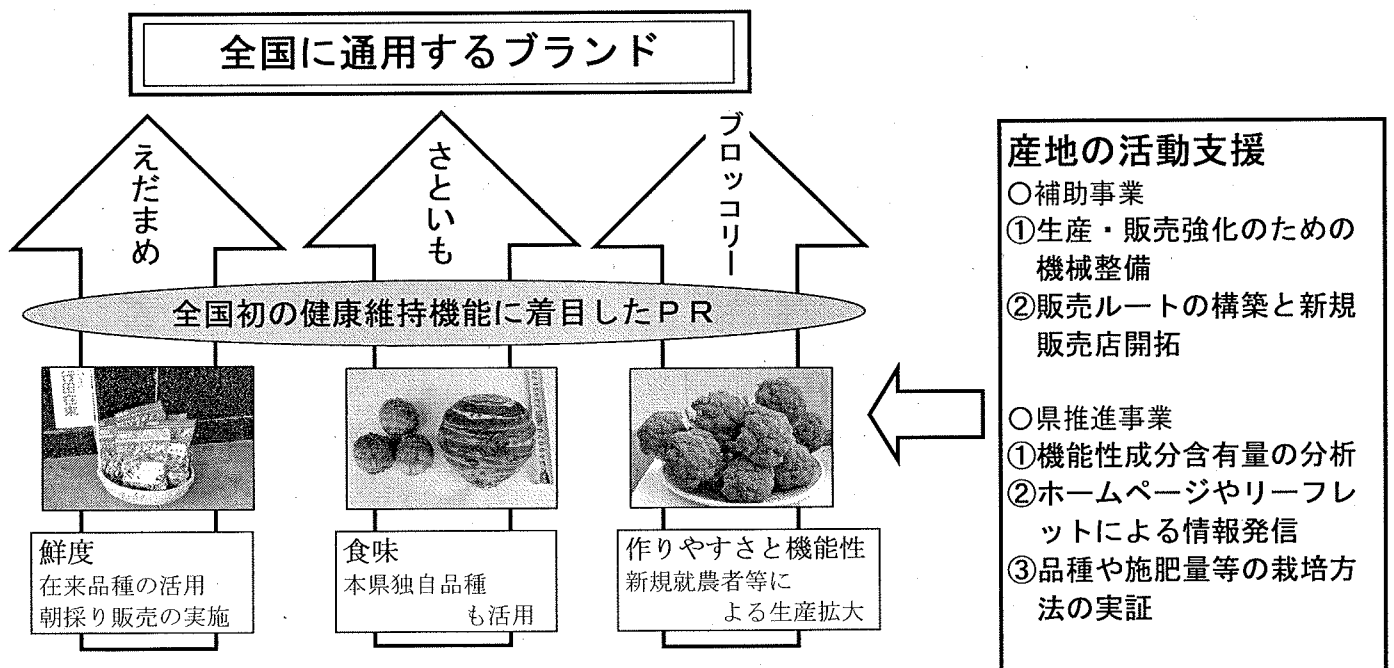 全国に通用するブランド
えだまめ
さといも
ブロッコリー
全国初の健康維持機能に着目したＰＲ
鮮度
在来品種の活用
朝採り販売の実施
食味
本県独自品種
も活用
作りやすさと機能性
新規就農者等に
よる生産拡大
産地の活動支援
○補助事業
①生産・販売強化のための
機械整備
②販売ルートの構築と新規
販売店開拓
○県推進事業
①機能性成分含有量の分析
②ホームページやリーフレ
ットによる情報発信
③品種や施肥量等の栽培方
法の実証